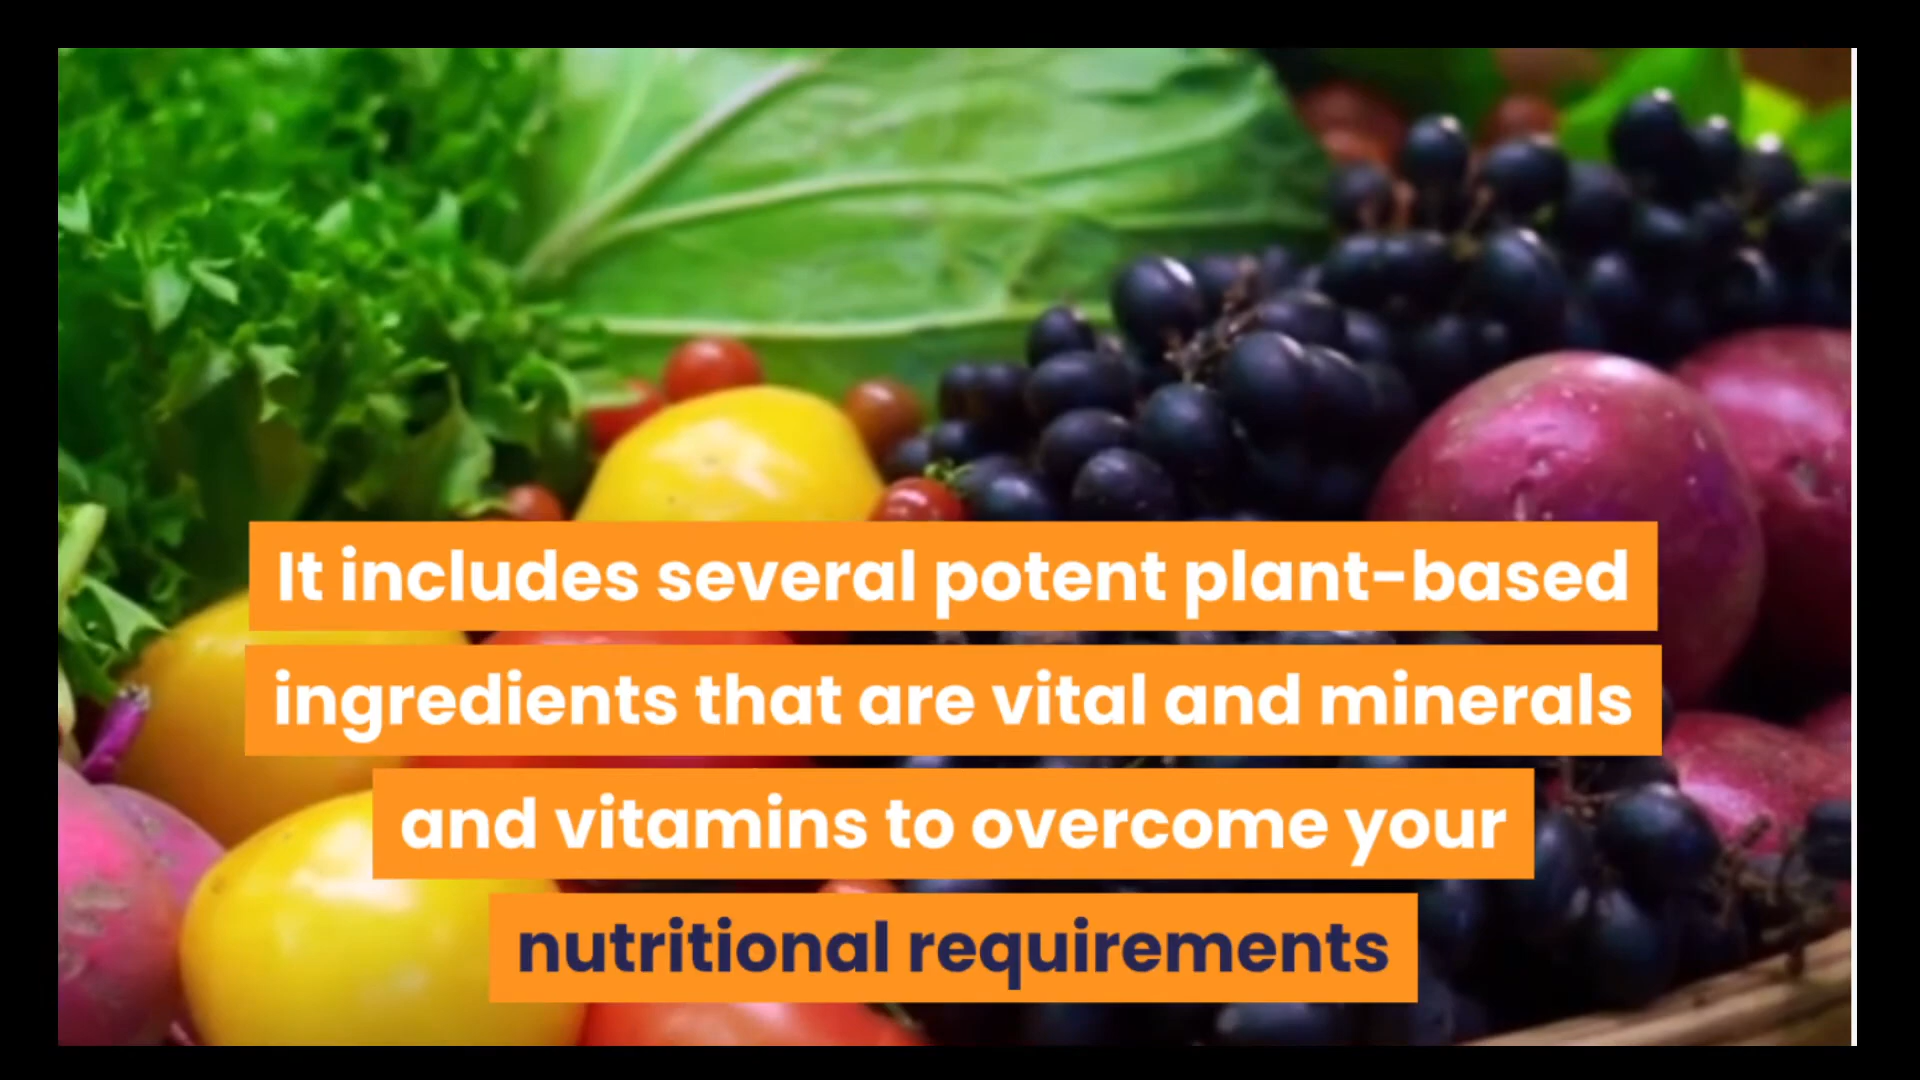 It includes several potent plant-based
ingredients that are vital and minerals
and vitamins to overcome your
nutritional requirements